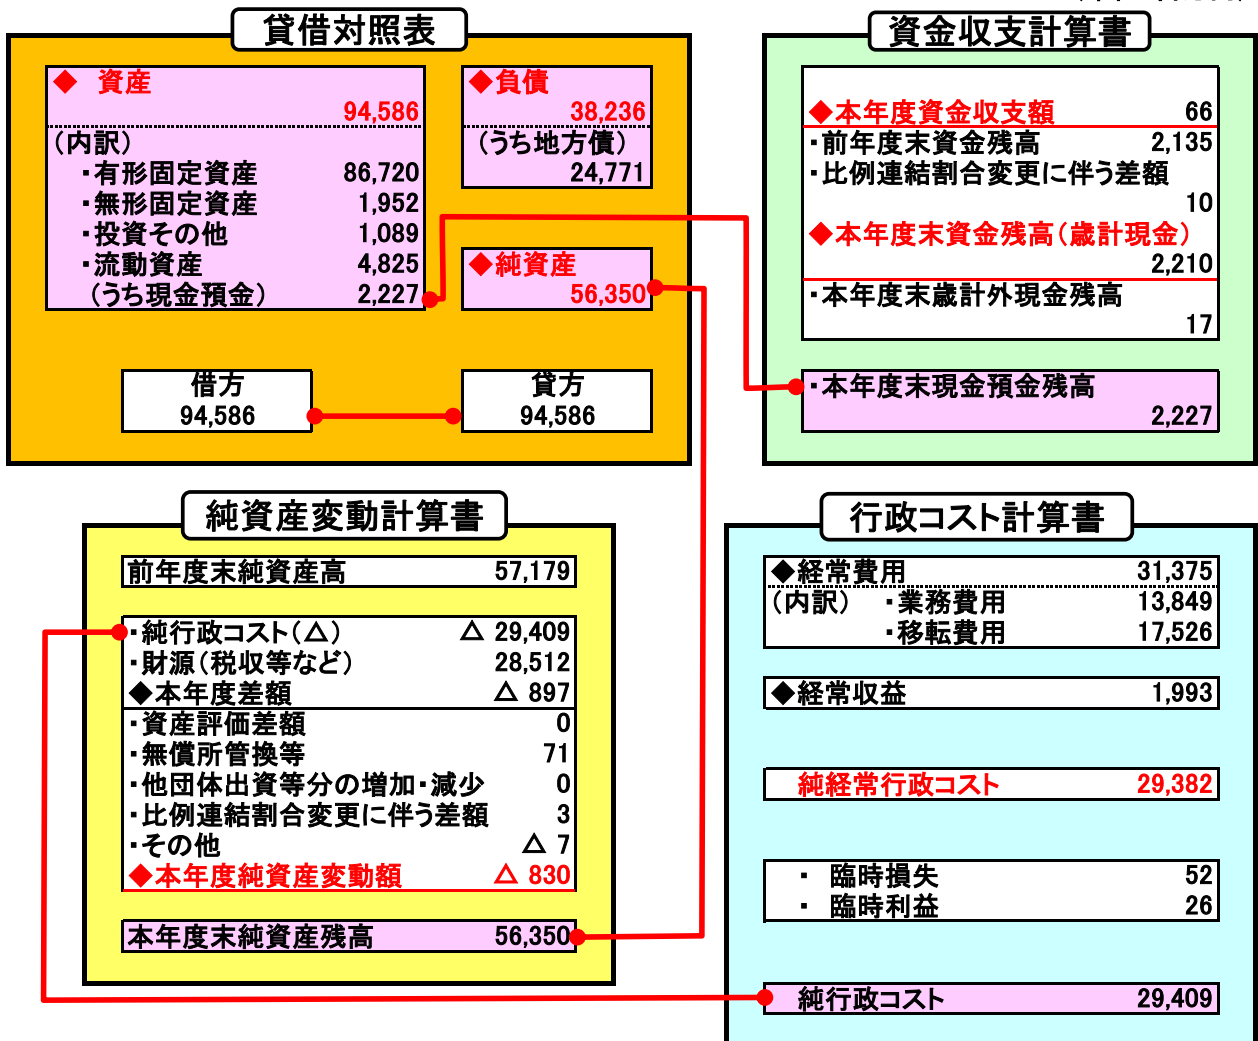 貸借対照表
◆ 資産
94,586
(内訳)
・有形固定資産 86,720
・無形固定資産 1,952
・投資その他 1,089
・流動資産 4,825
(うち現金預金) 2,227
◆負債
38,236
(うち地方債)
24,771
◆純資産
56,350
借方
94,586
貸方
94,586
資金収支計算書
◆本年度資金収支額 66
・前年度末資金残高 2,135
・比例連結割合変更に伴う差額
10
◆本年度末資金残高(歳計現金)
2,210
・本年度末歳計外現金残高
17
・本年度末現金預金残高
2,227
純資産変動計算書
前年度末純資産高 57,179
・純行政コスト(△) △ 29,409
・財源(税収等など) 28,512
◆本年度差額 △ 897
・資産評価差額 0
・無償所管換等 71
・他団体出資等分の増加・減少 0
・比例連結割合変更に伴う差額 3
・その他 △ 7
◆本年度純資産変動額 △ 830
本年度末純資産残高 56,350
行政コスト計算書
◆経常費用 31,375
(内訳) ・業務費用 13,849
・移転費用 17,526
◆経常収益 1,993
純経常行政コスト 29,382
・ 臨時損失 52
・ 臨時利益 26
純行政コスト 29,409